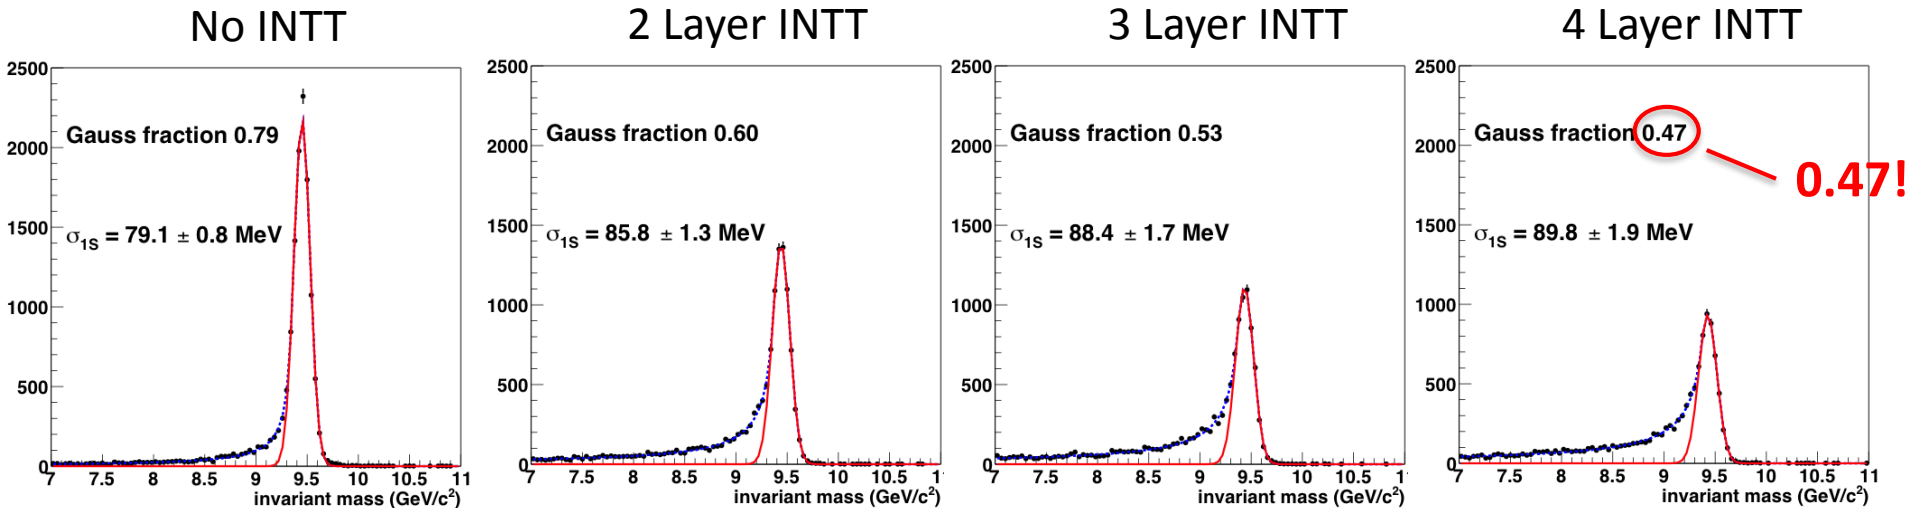 No INTT
2500
2000
1500
1000
500
0
Gauss fraction 0.79
σ1S = 79.1 ± 0.8 MeV
7 7.5 8 8.5 9 9.5 10 10.5 11
invariant mass (GeV/c²)
2 Layer INTT
2500
2000
1500
1000
500
0
Gauss fraction 0.60
σ1S = 85.8 ± 1.3 MeV
7 7.5 8 8.5 9 9.5 10 10.5 1
invariant mass (GeV/c²)
3 Layer INTT
2500
2000
1500
1000
500
0
Gauss fraction 0.53
σ1S = 88.4 ± 1.7 MeV
7 7.5 8 8.5 9 9.5 10 10.5 11
invariant mass (GeV/c²)
4 Layer INTT
2500
2000
1500
1000
500
0
Gauss fraction 0.47
0.47!
σ1S = 89.8 ± 1.9 MeV
7 7.5 8 8.5 9 9.5 10 10.5 11
invariant mass (GeV/c²)